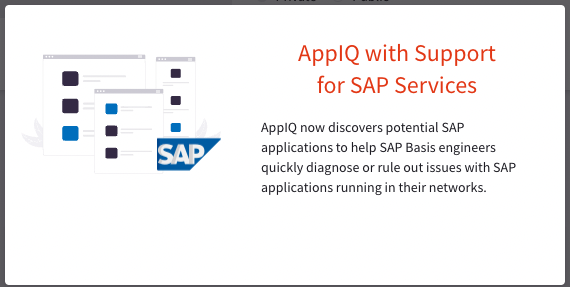 AppIQ with Support
for SAP Services
AppIQ now discovers potential SAP
applications to help SAP Basis engineers
quickly diagnose or rule out issues with SAP
applications running in their networks.
SAP